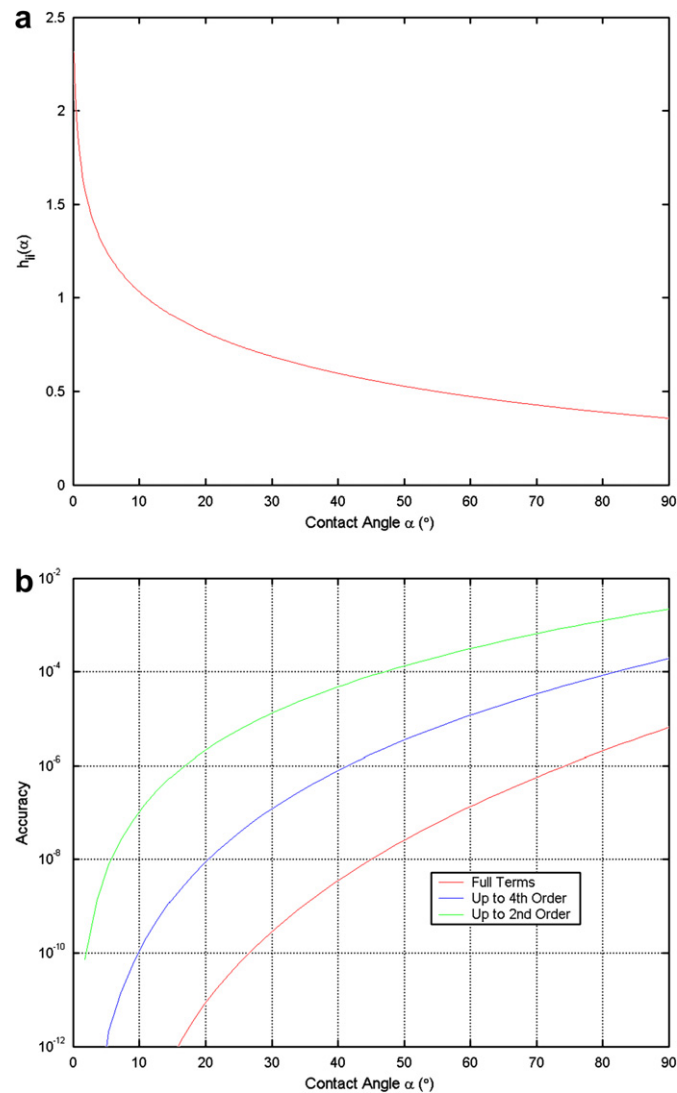 a
2.5
2
1.5
1
0.5
0
h_ii(α)
0 10 20 30 40 50 60 70 80 90
Contact Angle α (°)
b
10^-2
10^-4
10^-6
10^-8
10^-10
10^-12
Accuracy
Full Terms
Up to 4th Order
Up to 2nd Order
0 10 20 30 40 50 60 70 80 90
Contact Angle α (°)